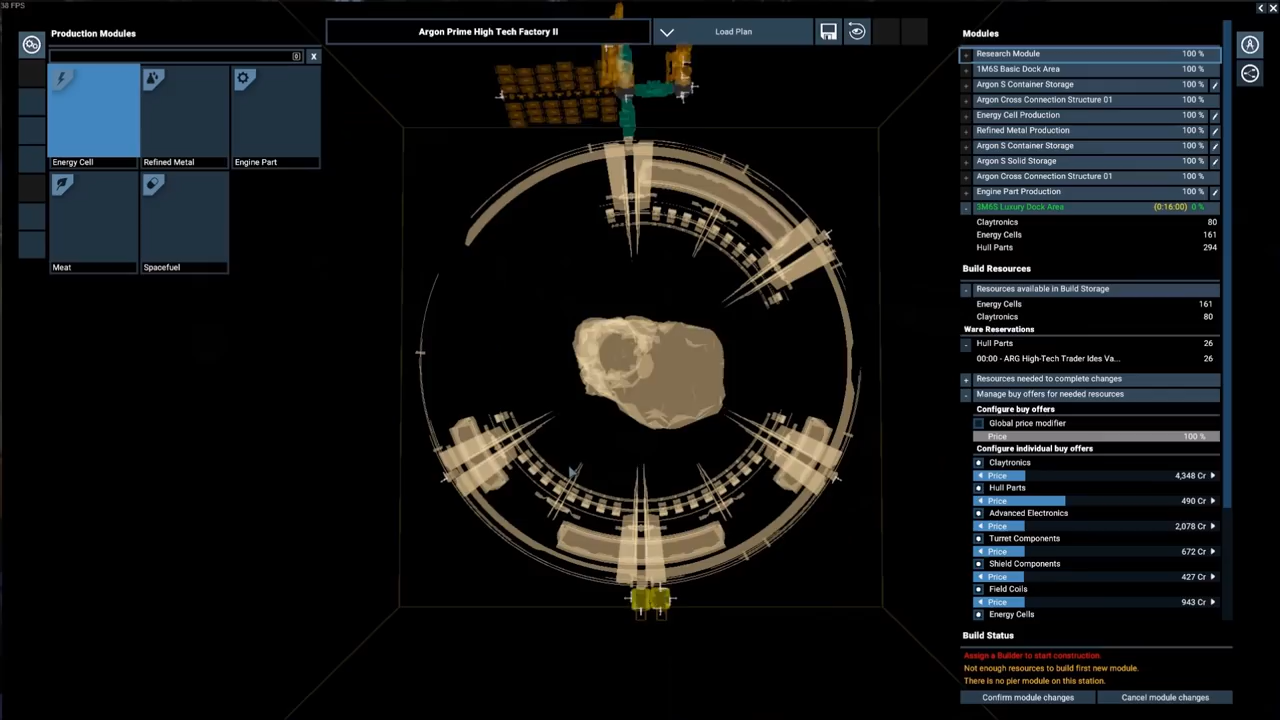 38 FPS
Production Modules
0
X
Energy Cell
Refined Metal
Engine Part
Meat
Spacefuel
Argon Prime High Tech Factory II
Load Plan
Modules
Research Module 100 %
1M6S Basic Dock Area 100 %
Argon S Container Storage 100 %
Argon Cross Connection Structure 01 100 %
Energy Cell Production 100 %
Refined Metal Production 100 %
Argon S Container Storage 100 %
Argon S Solid Storage 100 %
Argon Cross Connection Structure 01 100 %
Engine Part Production 100 %
3M6S Luxury Dock Area (0:16:00) 0 %
Claytronics 80
Energy Cells 161
Hull Parts 294
Build Resources
Resources available in Build Storage
Energy Cells 161
Claytronics 80
Ware Reservations
Hull Parts 26
00:00 - ARG High-Tech Trader Ides Va... 26
Resources needed to complete changes
Manage buy offers for needed resources
Configure buy offers
Global price modifier
Price 100 %
Configure individual buy offers
Claytronics
Price 4,348 Cr
Hull Parts
Price 490 Cr
Advanced Electronics
Price 2,078 Cr
Turret Components
Price 672 Cr
Shield Components
Price 427 Cr
Field Coils
Price 943 Cr
Energy Cells
Build Status
Assign a Builder to start construction.
Not enough resources to build first new module.
There is no pier module on this station.
Confirm module changes
Cancel module changes